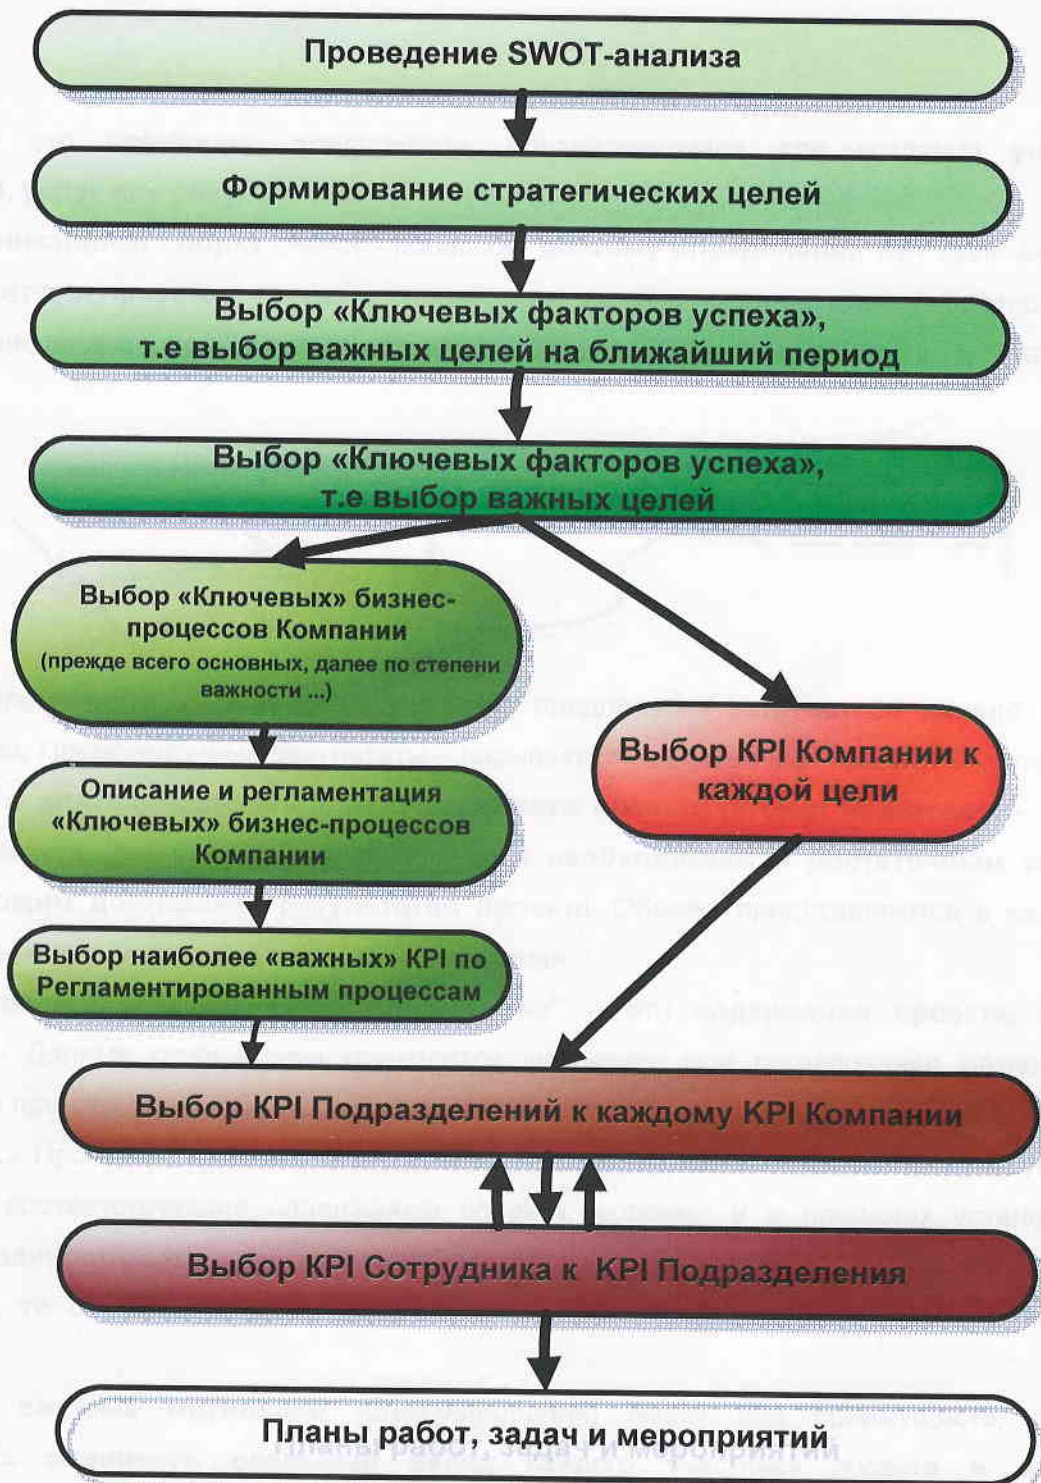 Проведение SWOT-анализа
Формирование стратегических целей
Выбор «Ключевых факторов успеха»,
т.е выбор важных целей на ближайший период
Выбор «Ключевых факторов успеха»,
т.е выбор важных целей
Выбор «Ключевых» бизнес-
процессов Компании
(прежде всего основных, далее по степени
важности ...)
Описание и регламентация
«Ключевых» бизнес-процессов
Компании
Выбор наиболее «важных» KPI по
Регламентированным процессам
Выбор KPI Компании к
каждой цели
Выбор KPI Подразделений к каждому KPI Компании
Выбор KPI Сотрудника к KPI Подразделения
Планы работ, задач и мероприятий